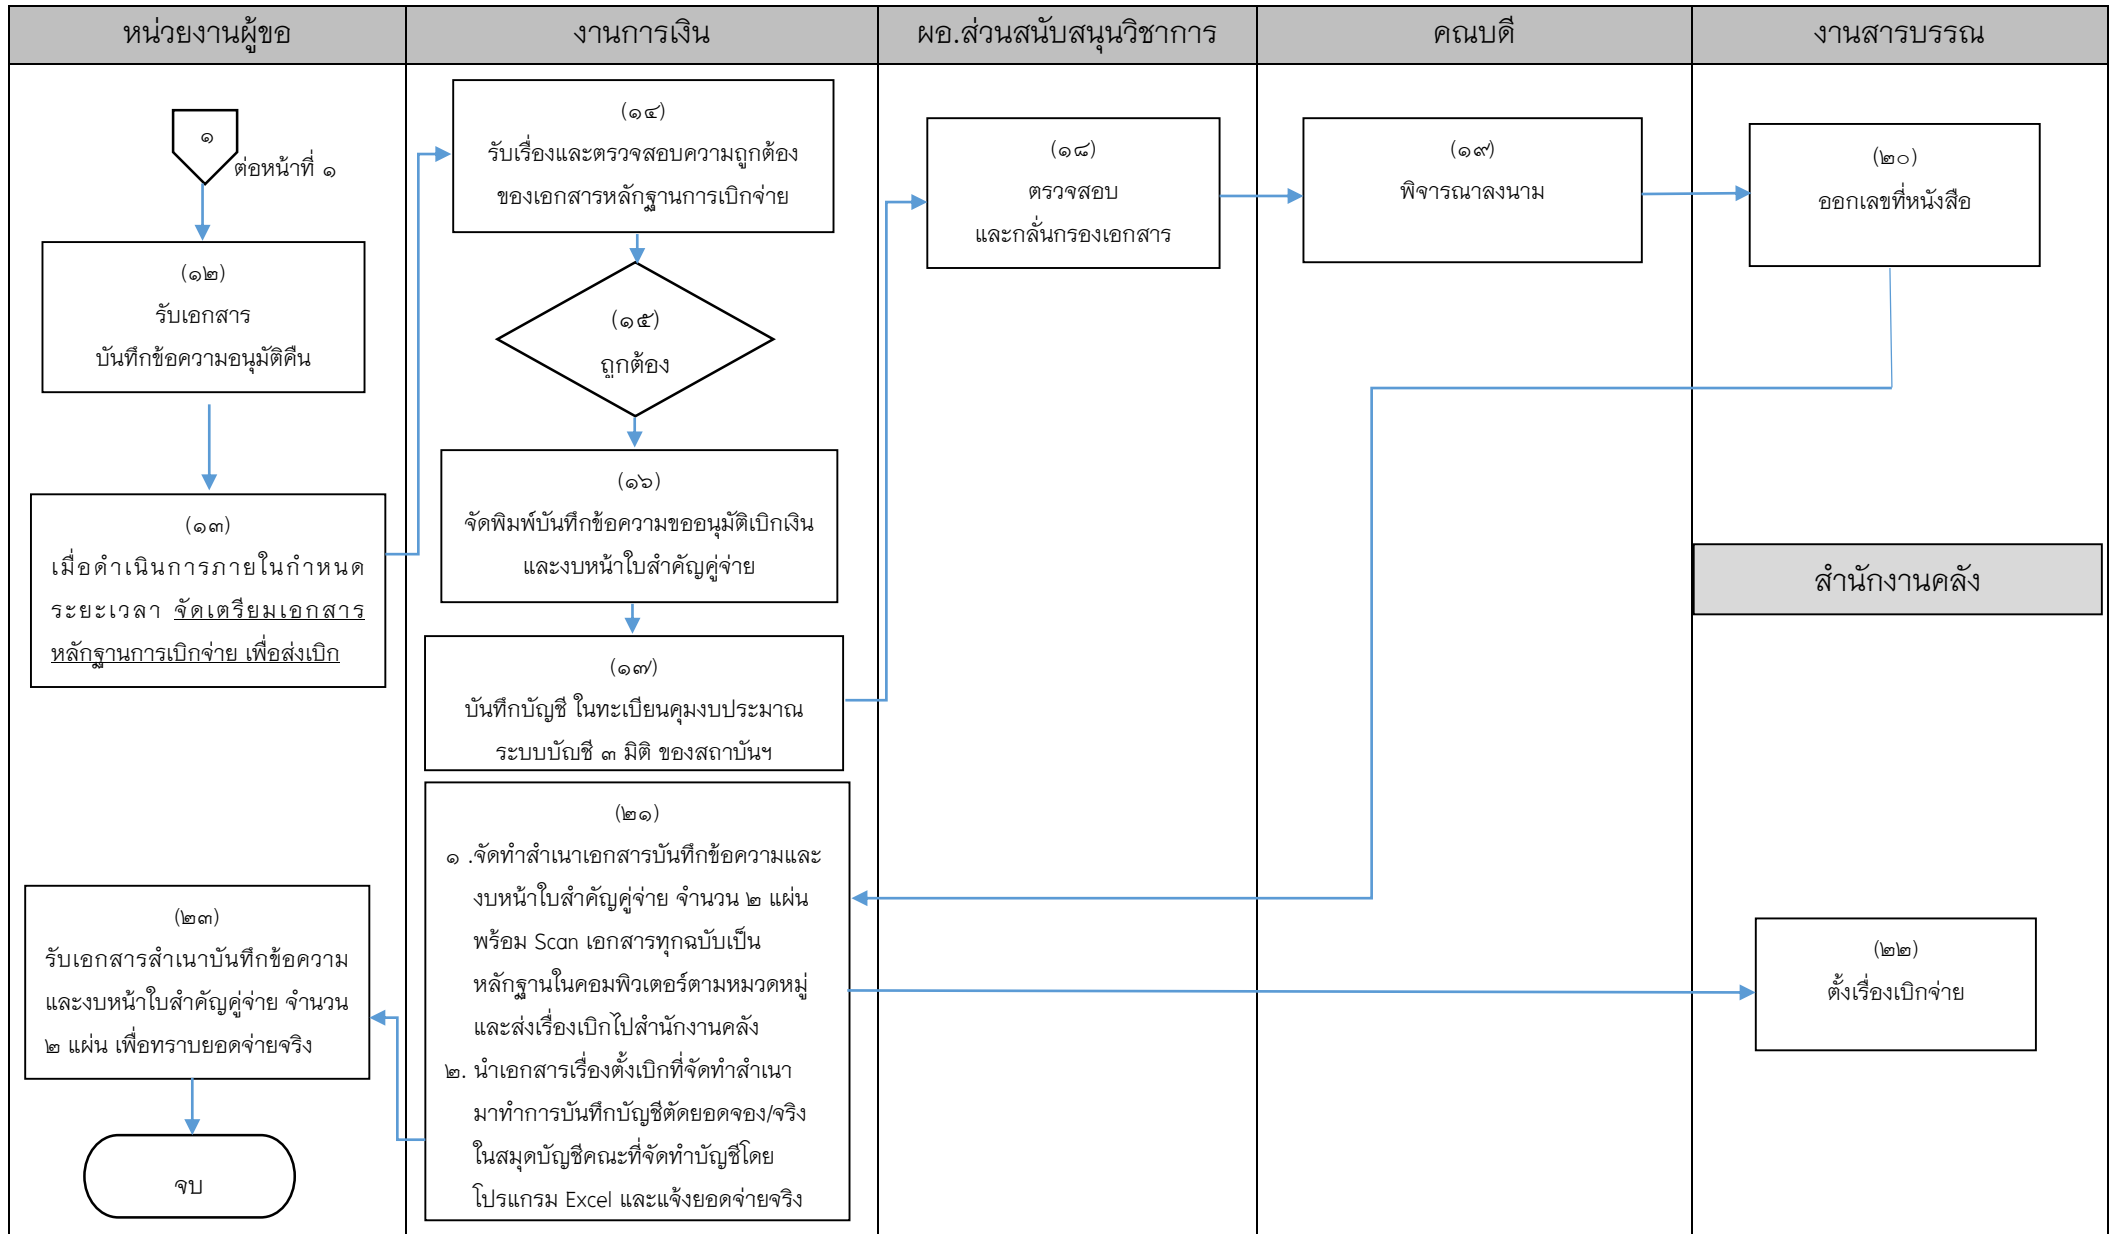 หน่วยงานผู้ขอ
งานการเงิน
ผอ.ส่วนสนับสนุนวิชาการ
คณบดี
งานสารบรรณ
๑
ต่อหน้าที่ ๑
(๑๒)
รับเอกสาร
บันทึกข้อความอนุมัติคืน
(๑๓)
เมื่อดำเนินการภายในกำหนด
ระยะเวลา จัดเตรียมเอกสาร
หลักฐานการเบิกจ่าย เพื่อส่งเบิก
(๑๔)
รับเรื่องและตรวจสอบความถูกต้อง
ของเอกสารหลักฐานการเบิกจ่าย
(๑๕)
ถูกต้อง
(๑๖)
จัดพิมพ์บันทึกข้อความขออนุมัติเบิกเงิน
และงบหน้าใบสำคัญคู่จ่าย
(๑๗)
บันทึกบัญชี ในทะเบียนคุมงบประมาณ
ระบบบัญชี ๓ มิติ ของสถาบันฯ
(๑๘)
ตรวจสอบ
และกลั่นกรองเอกสาร
(๑๙)
พิจารณาลงนาม
(๒๐)
ออกเลขที่หนังสือ
สำนักงานคลัง
(๒๑)
๑ .จัดทำสำเนาเอกสารบันทึกข้อความและ
งบหน้าใบสำคัญคู่จ่าย จำนวน ๒ แผ่น
พร้อม Scan เอกสารทุกฉบับเป็น
หลักฐานในคอมพิวเตอร์ตามหมวดหมู่
และส่งเรื่องเบิกไปสำนักงานคลัง
๒. นำเอกสารเรื่องตั้งเบิกที่จัดทำสำเนา
มาทำการบันทึกบัญชีตัดยอดจอง/จริง
ในสมุดบัญชีคณะที่จัดทำบัญชีโดย
โปรแกรม Excel และแจ้งยอดจ่ายจริง
(๒๒)
ตั้งเรื่องเบิกจ่าย
(๒๓)
รับเอกสารสำเนาบันทึกข้อความ
และงบหน้าใบสำคัญคู่จ่าย จำนวน
๒ แผ่น เพื่อทราบยอดจ่ายจริง
จบ